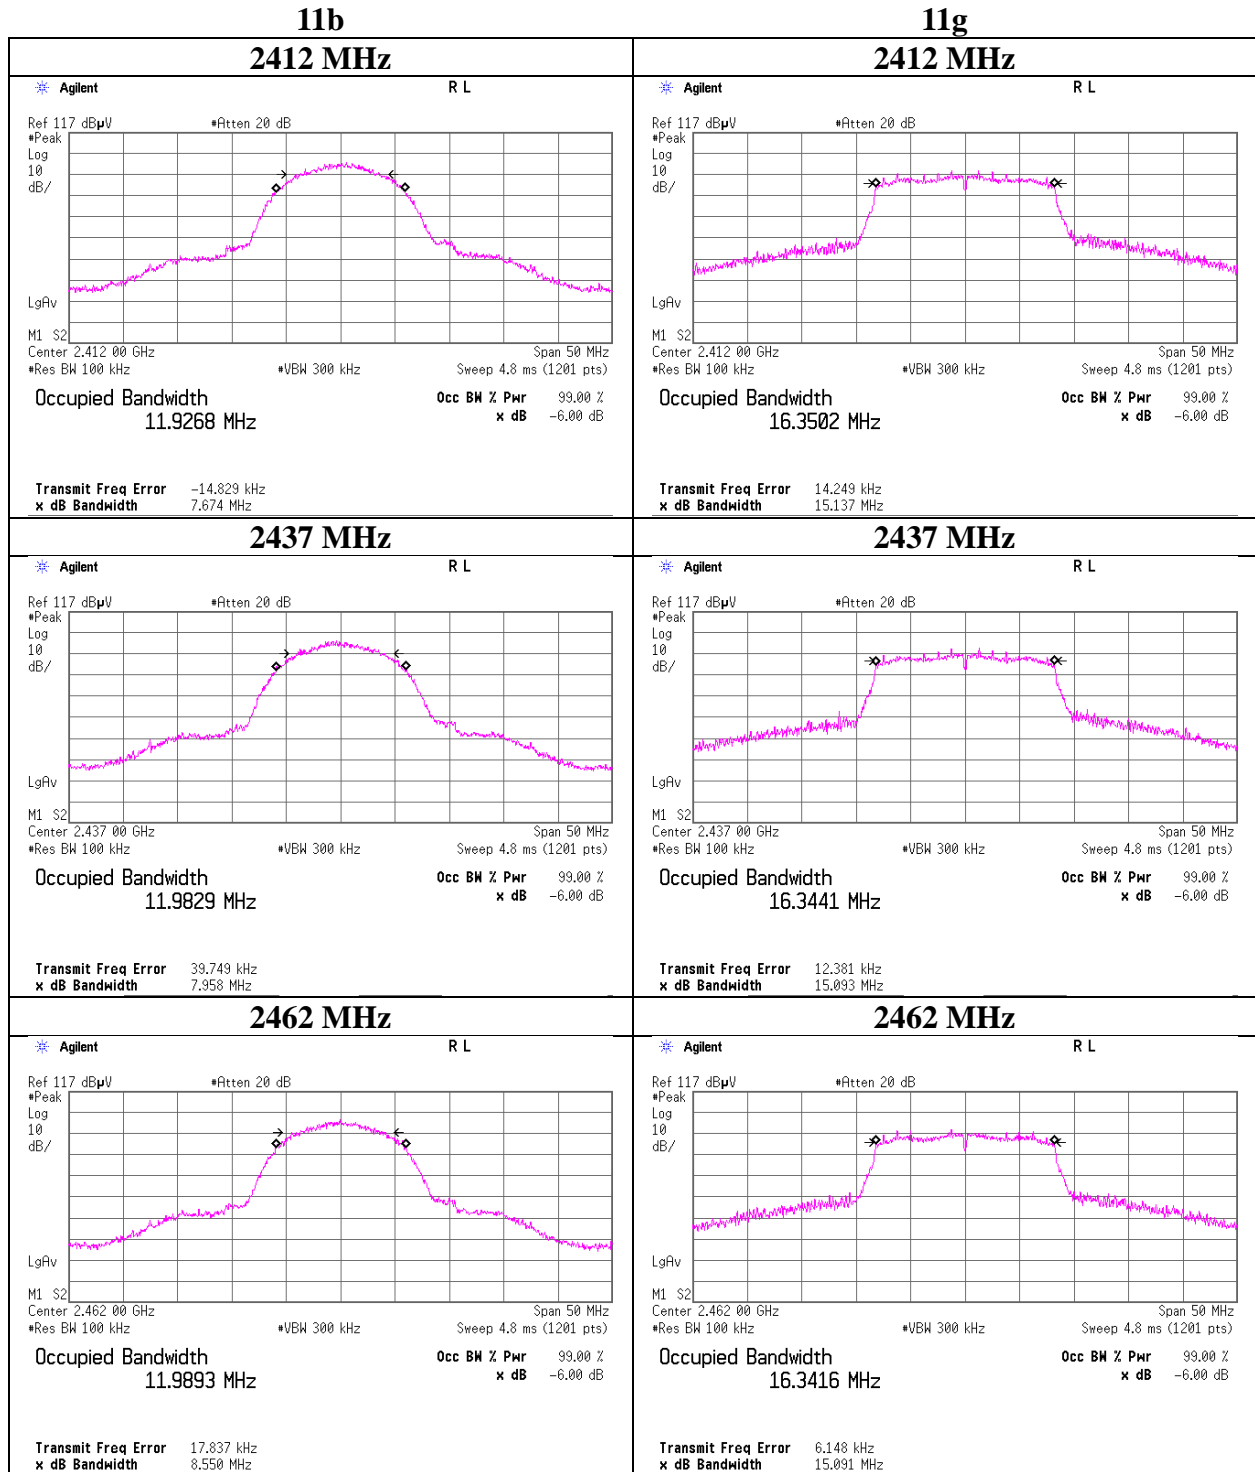 11b 11g
2412 MHz 2412 MHz
Agilent R L
Ref 117 dBµV #Atten 20 dB
#Peak
Log
10
dB/
LgAv
M1 S2
Center 2.412 00 GHz Span 50 MHz
#Res BW 100 kHz #VBW 300 kHz Sweep 4.8 ms (1201 pts)
Occupied Bandwidth Occ BW % Pwr 99.00 %
11.9268 MHz x dB -6.00 dB
Transmit Freq Error -14.829 kHz
x dB Bandwidth 7.674 MHz
Agilent R L
Ref 117 dBµV #Atten 20 dB
#Peak
Log
10
dB/
LgAv
M1 S2
Center 2.412 00 GHz Span 50 MHz
#Res BW 100 kHz #VBW 300 kHz Sweep 4.8 ms (1201 pts)
Occupied Bandwidth Occ BW % Pwr 99.00 %
16.3502 MHz x dB -6.00 dB
Transmit Freq Error 14.249 kHz
x dB Bandwidth 15.137 MHz
2437 MHz 2437 MHz
Agilent R L
Ref 117 dBµV #Atten 20 dB
#Peak
Log
10
dB/
LgAv
M1 S2
Center 2.437 00 GHz Span 50 MHz
#Res BW 100 kHz #VBW 300 kHz Sweep 4.8 ms (1201 pts)
Occupied Bandwidth Occ BW % Pwr 99.00 %
11.9829 MHz x dB -6.00 dB
Transmit Freq Error 39.749 kHz
x dB Bandwidth 7.958 MHz
Agilent R L
Ref 117 dBµV #Atten 20 dB
#Peak
Log
10
dB/
LgAv
M1 S2
Center 2.437 00 GHz Span 50 MHz
#Res BW 100 kHz #VBW 300 kHz Sweep 4.8 ms (1201 pts)
Occupied Bandwidth Occ BW % Pwr 99.00 %
16.3441 MHz x dB -6.00 dB
Transmit Freq Error 12.381 kHz
x dB Bandwidth 15.093 MHz
2462 MHz 2462 MHz
Agilent R L
Ref 117 dBµV #Atten 20 dB
#Peak
Log
10
dB/
LgAv
M1 S2
Center 2.462 00 GHz Span 50 MHz
#Res BW 100 kHz #VBW 300 kHz Sweep 4.8 ms (1201 pts)
Occupied Bandwidth Occ BW % Pwr 99.00 %
11.9893 MHz x dB -6.00 dB
Transmit Freq Error 17.837 kHz
x dB Bandwidth 8.550 MHz
Agilent R L
Ref 117 dBµV #Atten 20 dB
#Peak
Log
10
dB/
LgAv
M1 S2
Center 2.462 00 GHz Span 50 MHz
#Res BW 100 kHz #VBW 300 kHz Sweep 4.8 ms (1201 pts)
Occupied Bandwidth Occ BW % Pwr 99.00 %
16.3416 MHz x dB -6.00 dB
Transmit Freq Error 6.148 kHz
x dB Bandwidth 15.091 MHz